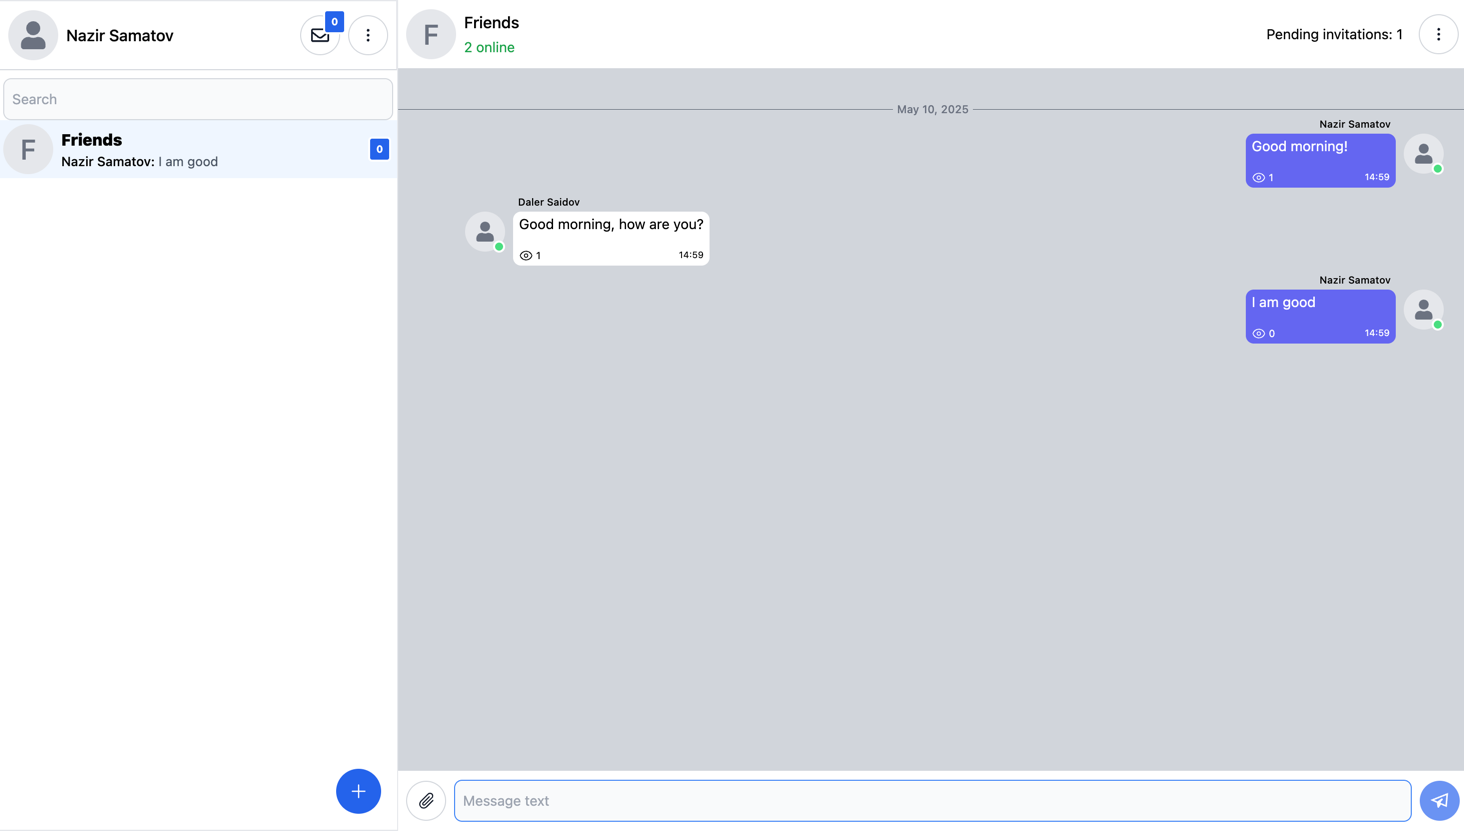 Nazir Samatov
0
Search
F
Friends
Nazir Samatov: I am good
0
F
Friends
2 online
Pending invitations: 1
May 10, 2025
Nazir Samatov
Good morning!
1 14:59
Daler Saidov
Good morning, how are you?
1 14:59
Nazir Samatov
I am good
0 14:59
Message text